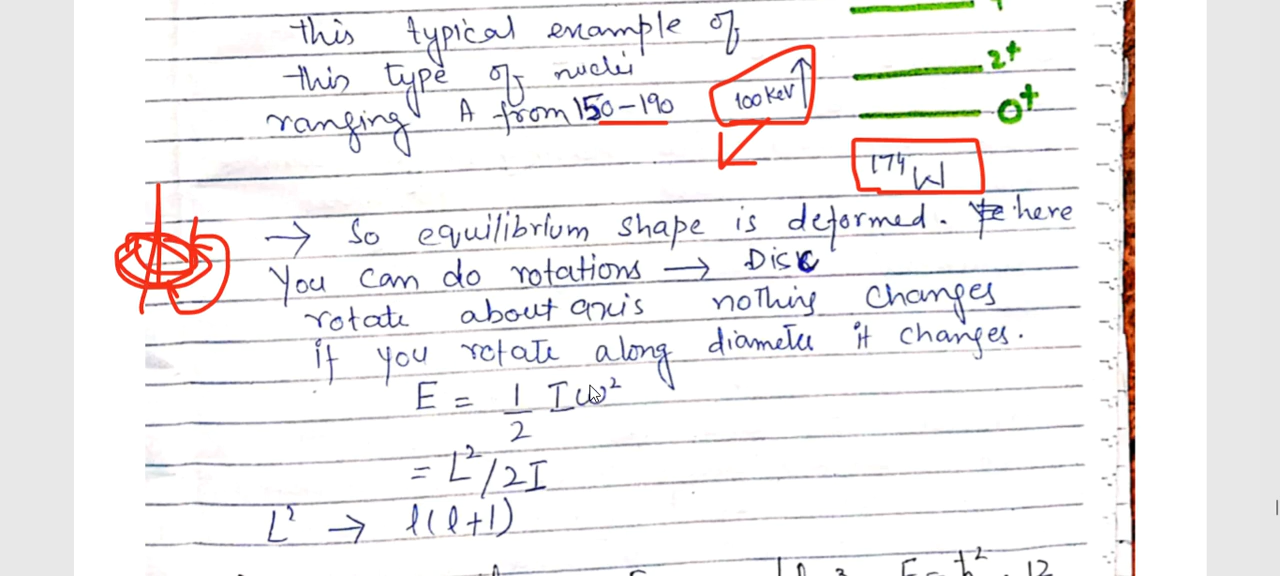 this typical example of
this type of nuclei
ranging A from 150-190
100 KeV ↑
2+
0+
174 W
→ So equilibrium shape is deformed. here
You can do rotations → Disc
rotate about axis nothing changes
if you rotate along diameter it changes.
E = 1/2 Iω²
= L²/2I
L² → l(l+1)
E = ħ² . 12